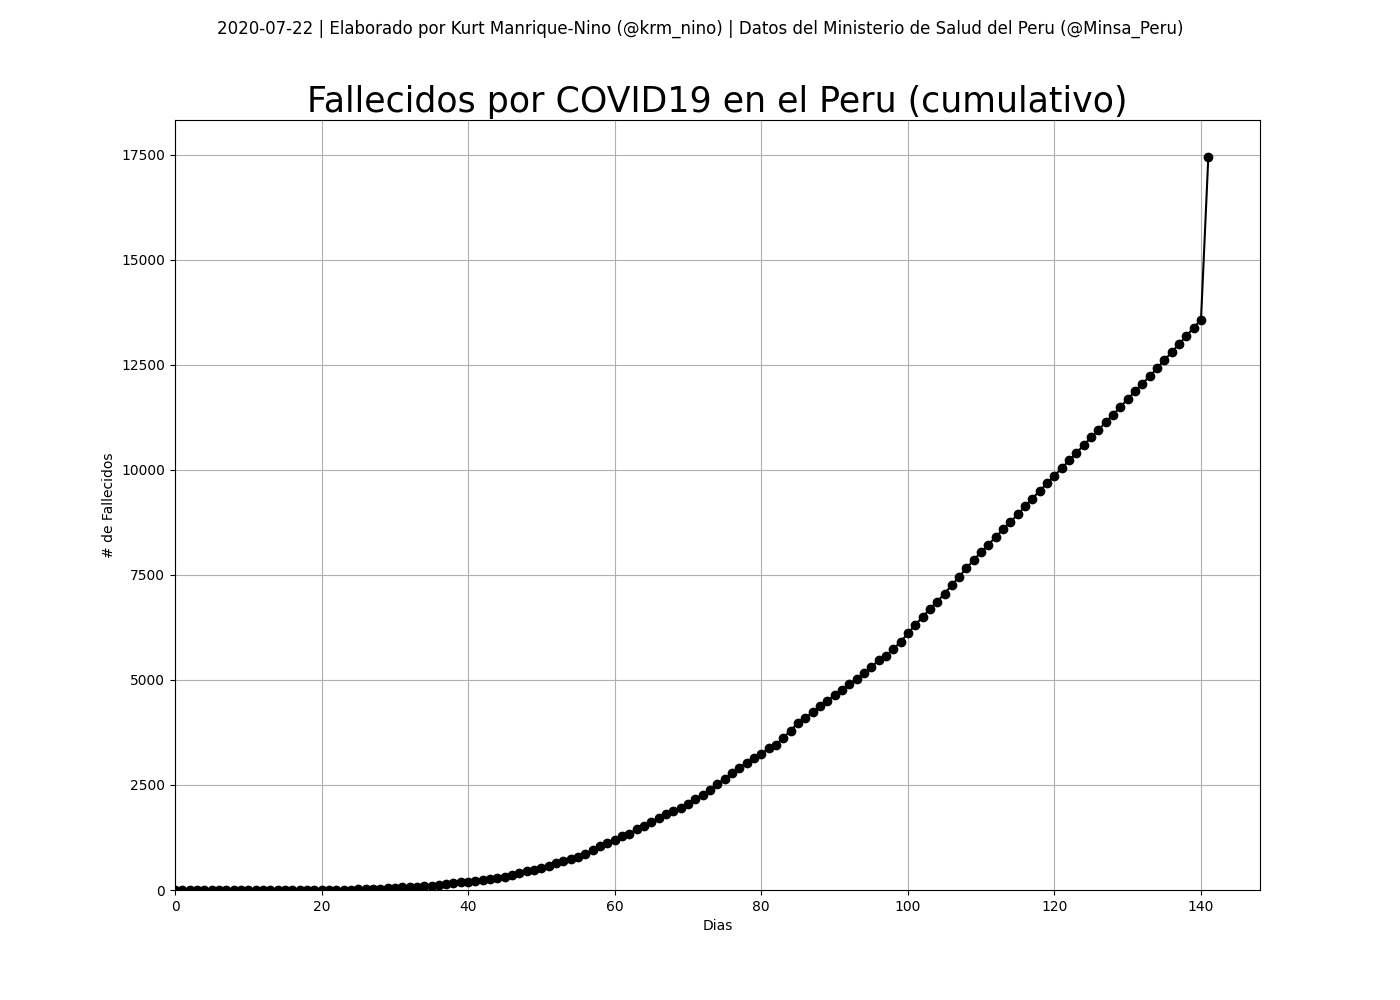 2020-07-22 | Elaborado por Kurt Manrique-Nino (@krm_nino) | Datos del Ministerio de Salud del Peru (@Minsa_Peru)
Fallecidos por COVID19 en el Peru (cumulativo)
17500
15000
12500
10000
7500
5000
2500
0
# de Fallecidos
0 20 40 60 80 100 120 140
Dias